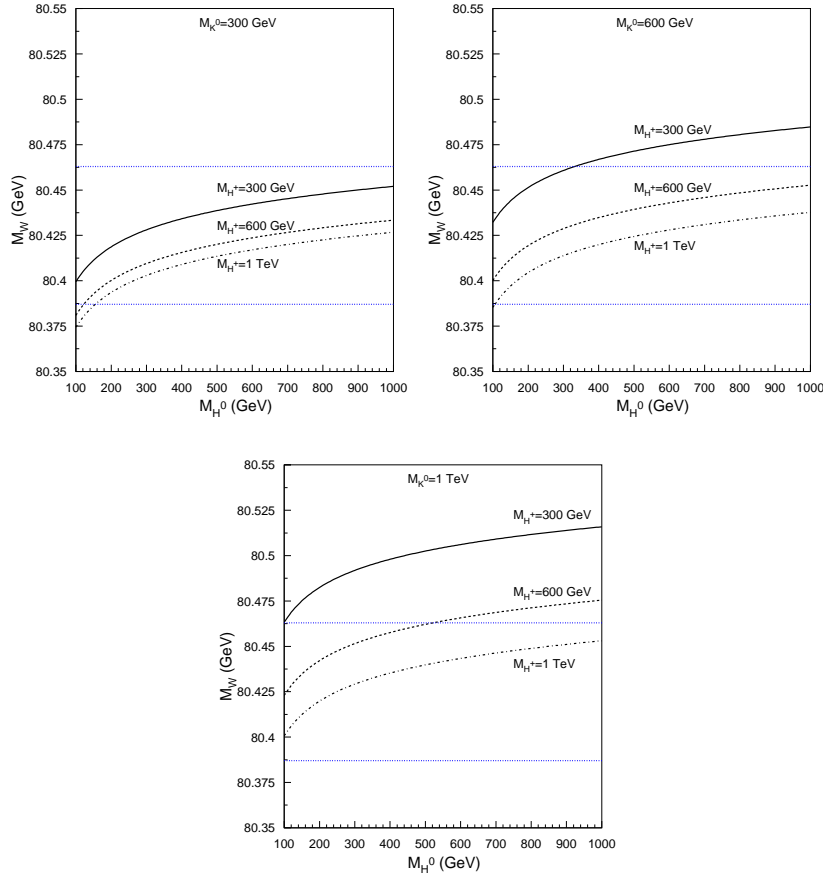 M_K⁰=300 GeV
80.55
80.525
80.5
80.475
80.45
80.425
80.4
80.375
80.35
M_W (GeV)
M_H⁺=300 GeV
M_H⁺=600 GeV
M_H⁺=1 TeV
100 200 300 400 500 600 700 800 900 1000
M_H⁰ (GeV)
M_K⁰=600 GeV
80.55
80.525
80.5
80.475
80.45
80.425
80.4
80.375
80.35
M_W (GeV)
M_H⁺=300 GeV
M_H⁺=600 GeV
M_H⁺=1 TeV
100 200 300 400 500 600 700 800 900 1000
M_H⁰ (GeV)
M_K⁰=1 TeV
80.55
80.525
80.5
80.475
80.45
80.425
80.4
80.375
80.35
M_W (GeV)
M_H⁺=300 GeV
M_H⁺=600 GeV
M_H⁺=1 TeV
100 200 300 400 500 600 700 800 900 1000
M_H⁰ (GeV)